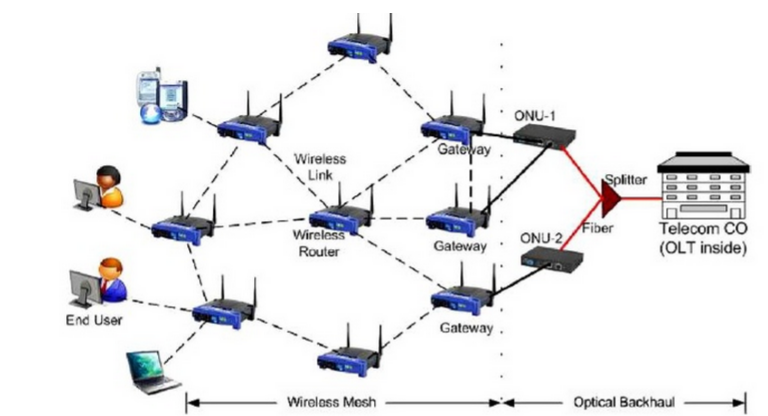 ONU-1
Gateway
Wireless
Link
Splitter
Wireless
Router
Gateway
Fiber
Telecom CO
(OLT inside)
ONU-2
End User
Gateway
Wireless Mesh
Optical Backhaul